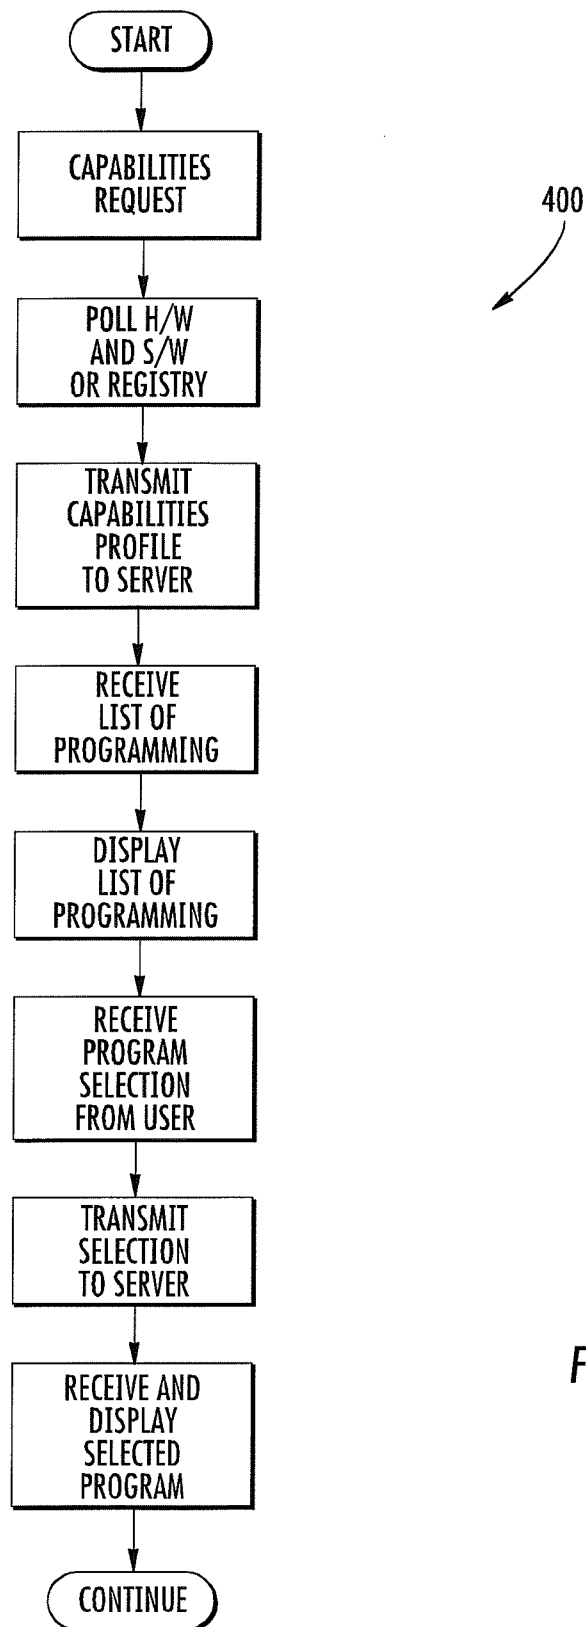 START
CAPABILITIES
REQUEST
400
POLL H/W
AND S/W
OR REGISTRY
TRANSMIT
CAPABILITIES
PROFILE
TO SERVER
RECEIVE
LIST OF
PROGRAMMING
DISPLAY
LIST OF
PROGRAMMING
RECEIVE
PROGRAM
SELECTION
FROM USER
TRANSMIT
SELECTION
TO SERVER
F
RECEIVE AND
DISPLAY
SELECTED
PROGRAM
CONTINUE